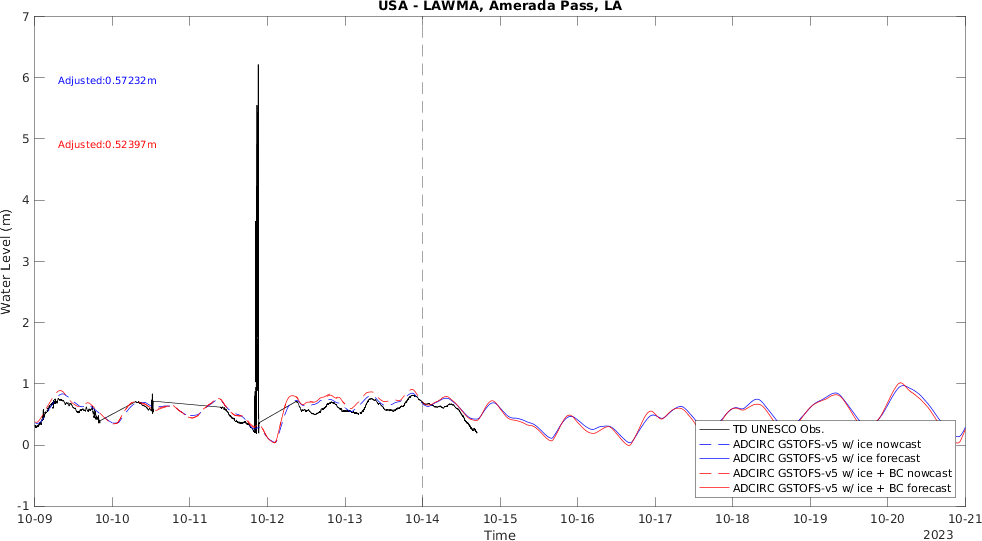 USA - LAWMA, Amerada Pass, LA
7
6
5
4
3
2
1
0
-1
Water Level (m)
Adjusted:0.57232m
Adjusted:0.52397m
TD UNESCO Obs.
ADCIRC GSTOFS-v5 w/ ice nowcast
ADCIRC GSTOFS-v5 w/ ice forecast
ADCIRC GSTOFS-v5 w/ ice + BC nowcast
ADCIRC GSTOFS-v5 w/ ice + BC forecast
10-09 10-10 10-11 10-12 10-13 10-14 10-15 10-16 10-17 10-18 10-19 10-20 10-21
Time
2023